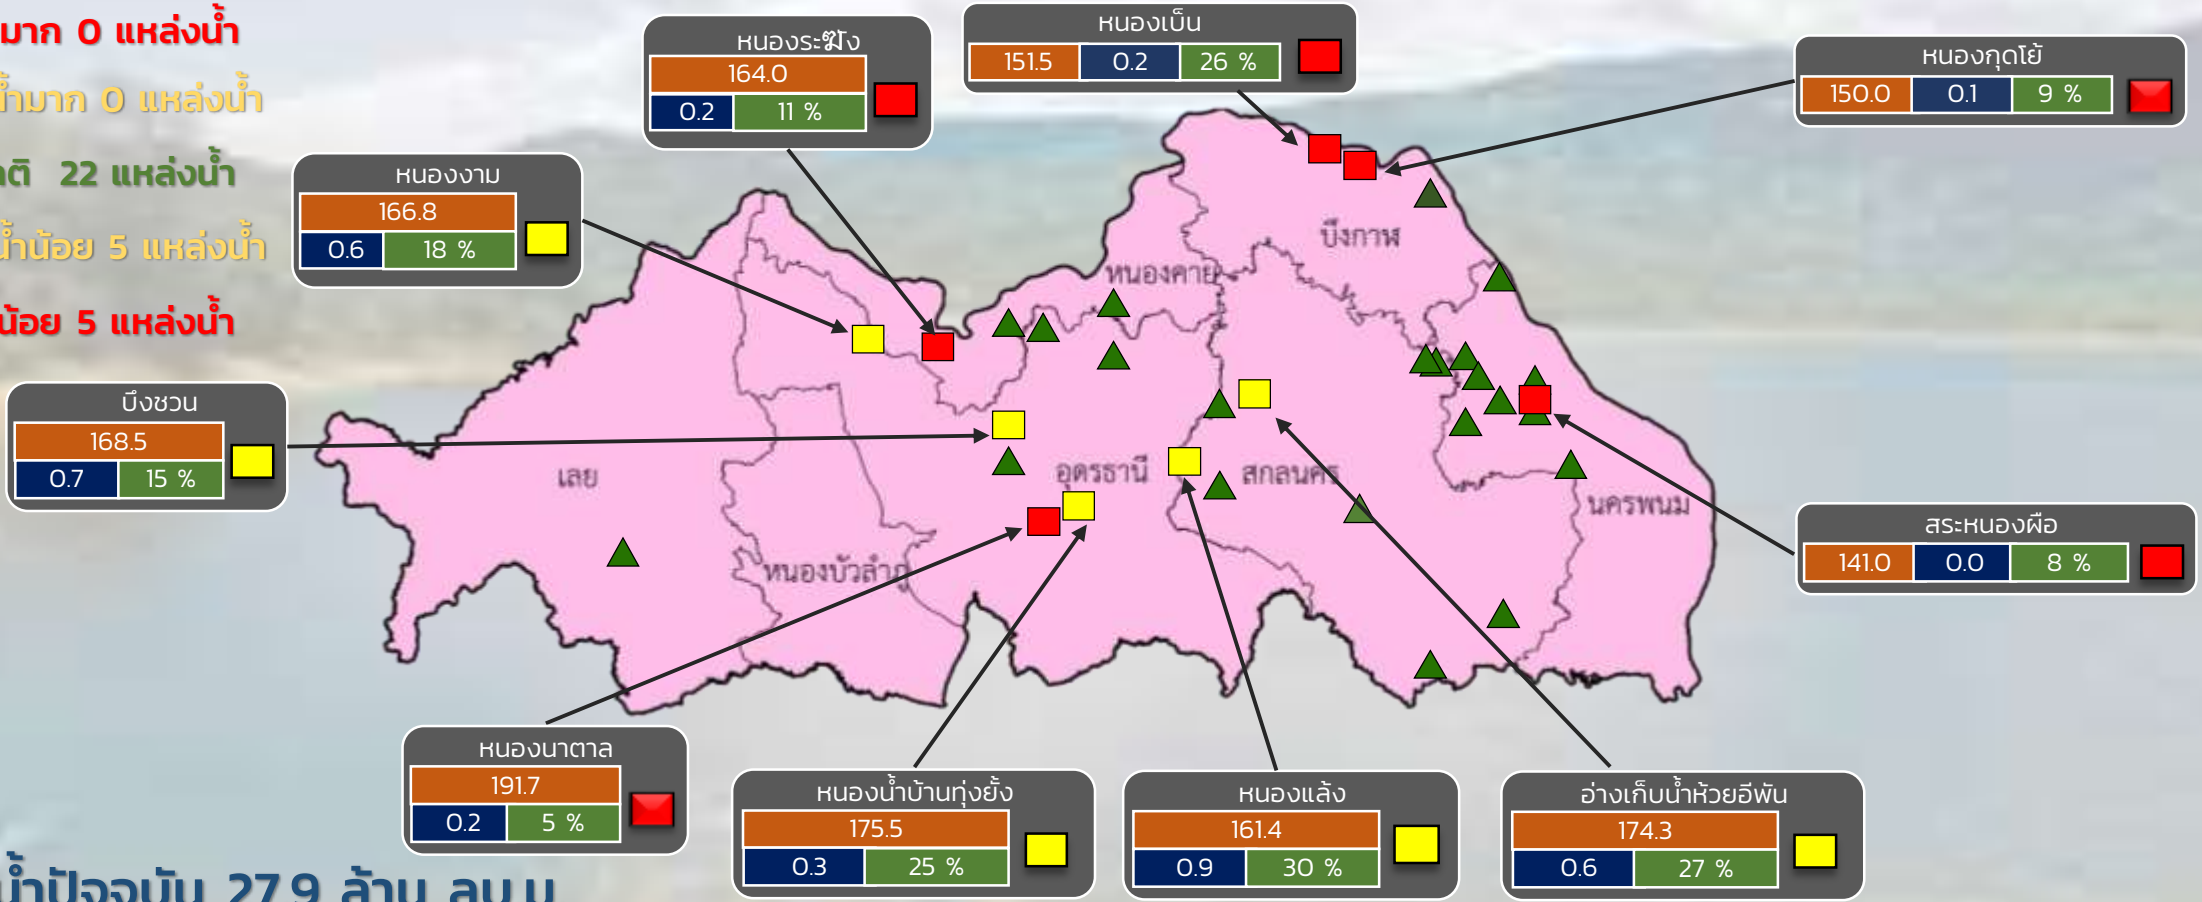 มาก 0 แหล่งน้ำ
น้ำมาก 0 แหล่งน้ำ
กติ 22 แหล่งน้ำ
น้ำน้อย 5 แหล่งน้ำ
น้อย 5 แหล่งน้ำ
หนองระฆัง
164.0
0.2 11 %
หนองเบ็น
151.5 0.2 26 %
หนองกุดโย้
150.0 0.1 9 %
หนองงาม
166.8
0.6 18 %
บึงชวน
168.5
0.7 15 %
บึงกาฬ
หนองคาย
เลย
อุดรธานี
สกลนคร
นครพนม
หนองบัวลำภู
สระหนองผือ
141.0 0.0 8 %
หนองนาตาล
191.7
0.2 5 %
หนองน้ำบ้านทุ่งยั้ง
175.5
0.3 25 %
หนองแล้ง
161.4
0.9 30 %
อ่างเก็บน้ำห้วยอีพัน
174.3
0.6 27 %
น้ำปัจจุบัน 27.9 ล้าน ลบ.ม